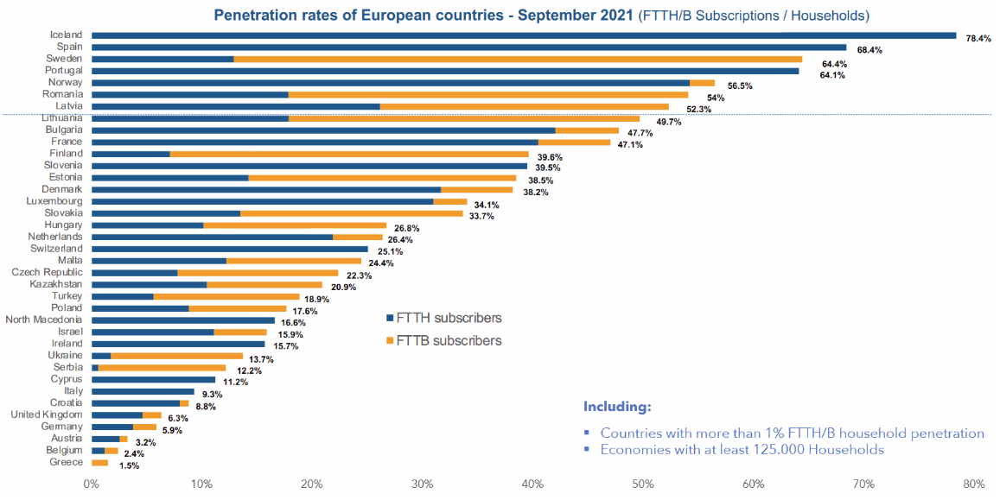 Penetration rates of European countries - September 2021 (FTTH/B Subscriptions / Households)
Iceland 78.4%
Spain 68.4%
Sweden 64.4%
Portugal 64.1%
Norway 56.5%
Romania 54%
Latvia 52.3%
Lithuania 49.7%
Bulgaria 47.7%
France 47.1%
Finland 39.6%
Slovenia 39.5%
Estonia 38.5%
Denmark 38.2%
Luxembourg 34.1%
Slovakia 33.7%
Hungary 26.8%
Netherlands 26.4%
Switzerland 25.1%
Malta 24.4%
Czech Republic 22.3%
Kazakhstan 20.9%
Turkey 18.9%
Poland 17.6%
North Macedonia 16.6%
Israel 15.9%
Ireland 15.7%
Ukraine 13.7%
Serbia 12.2%
Cyprus 11.2%
Italy 9.3%
Croatia 8.8%
United Kingdom 6.3%
Germany 5.9%
Austria 3.2%
Belgium 2.4%
Greece 1.5%
0% 10% 20% 30% 40% 50% 60% 70% 80%
FTTH subscribers
FTTB subscribers
Including:
▪ Countries with more than 1% FTTH/B household penetration
▪ Economies with at least 125.000 Households